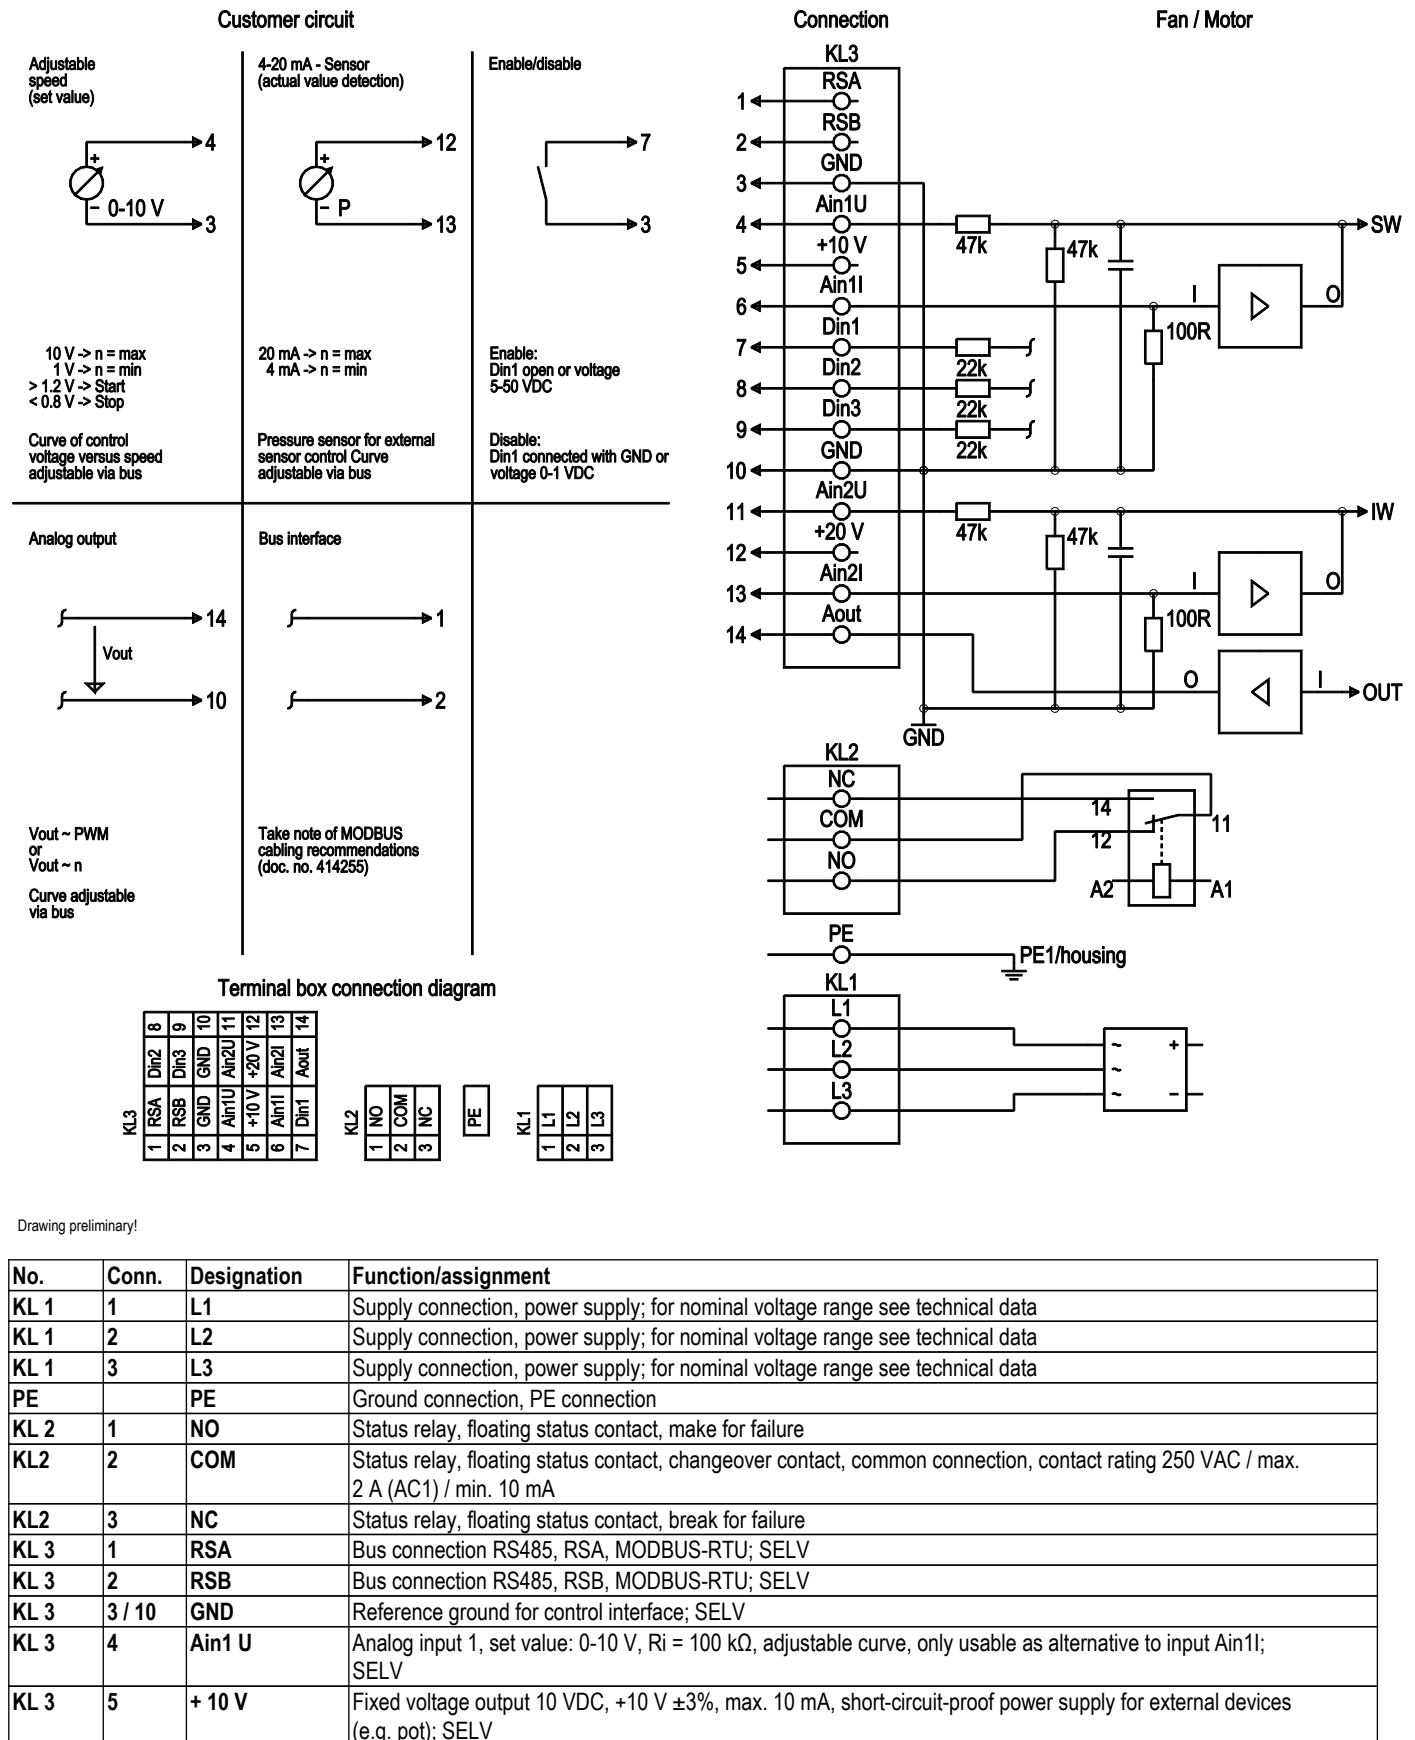 Customer circuit
Connection
Fan / Motor
Adjustable
speed
(set value)
4
+
− 0-10 V
3
10 V -> n = max
1 V -> n = min
> 1.2 V -> Start
< 0.8 V -> Stop
Curve of control
voltage versus speed
adjustable via bus
4-20 mA - Sensor
(actual value detection)
12
+
− P
13
20 mA -> n = max
4 mA -> n = min
Pressure sensor for external
sensor control Curve
adjustable via bus
Enable/disable
7
3
Enable:
Din1 open or voltage
5-50 VDC
Disable:
Din1 connected with GND or
voltage 0-1 VDC
Analog output
14
Vout
10
Vout ~ PWM
or
Vout ~ n
Curve adjustable
via bus
Bus interface
1
2
Take note of MODBUS
cabling recommendations
(doc. no. 414255)
KL3
RSA
1
RSB
2
GND
3
Ain1U
4 47k 47k SW
+10 V
5
Ain1I
6 I O
100R
Din1
7 22k
Din2
8 22k
Din3
9 22k
GND
10
Ain2U
11 47k 47k IW
+20 V
12
Ain2I
13 I O
100R
Aout
14
O I OUT
GND
KL2
NC
14
COM
11
12
NO
A2 A1
PE
PE1/housing
KL1
L1
~ +
L2
~
L3
~ −
Terminal box connection diagram
KL3
8 9 10 11 12 13 14
Din2 Din3 GND Ain2U +20 V Ain2I Aout
RSA RSB GND Ain1U +10 V Ain1I Din1
1 2 3 4 5 6 7
KL2
NO COM NC
1 2 3
PE
KL1
L1 L2 L3
1 2 3
Drawing preliminary!
No. Conn. Designation Function/assignment
KL 1 1 L1 Supply connection, power supply; for nominal voltage range see technical data
KL 1 2 L2 Supply connection, power supply; for nominal voltage range see technical data
KL 1 3 L3 Supply connection, power supply; for nominal voltage range see technical data
PE PE Ground connection, PE connection
KL 2 1 NO Status relay, floating status contact, make for failure
KL2 2 COM Status relay, floating status contact, changeover contact, common connection, contact rating 250 VAC / max.
2 A (AC1) / min. 10 mA
KL2 3 NC Status relay, floating status contact, break for failure
KL 3 1 RSA Bus connection RS485, RSA, MODBUS-RTU; SELV
KL 3 2 RSB Bus connection RS485, RSB, MODBUS-RTU; SELV
KL 3 3 / 10 GND Reference ground for control interface; SELV
KL 3 4 Ain1 U Analog input 1, set value: 0-10 V, Ri = 100 kΩ, adjustable curve, only usable as alternative to input Ain1I;
SELV
KL 3 5 + 10 V Fixed voltage output 10 VDC, +10 V ±3%, max. 10 mA, short-circuit-proof power supply for external devices
(e.g. pot); SELV